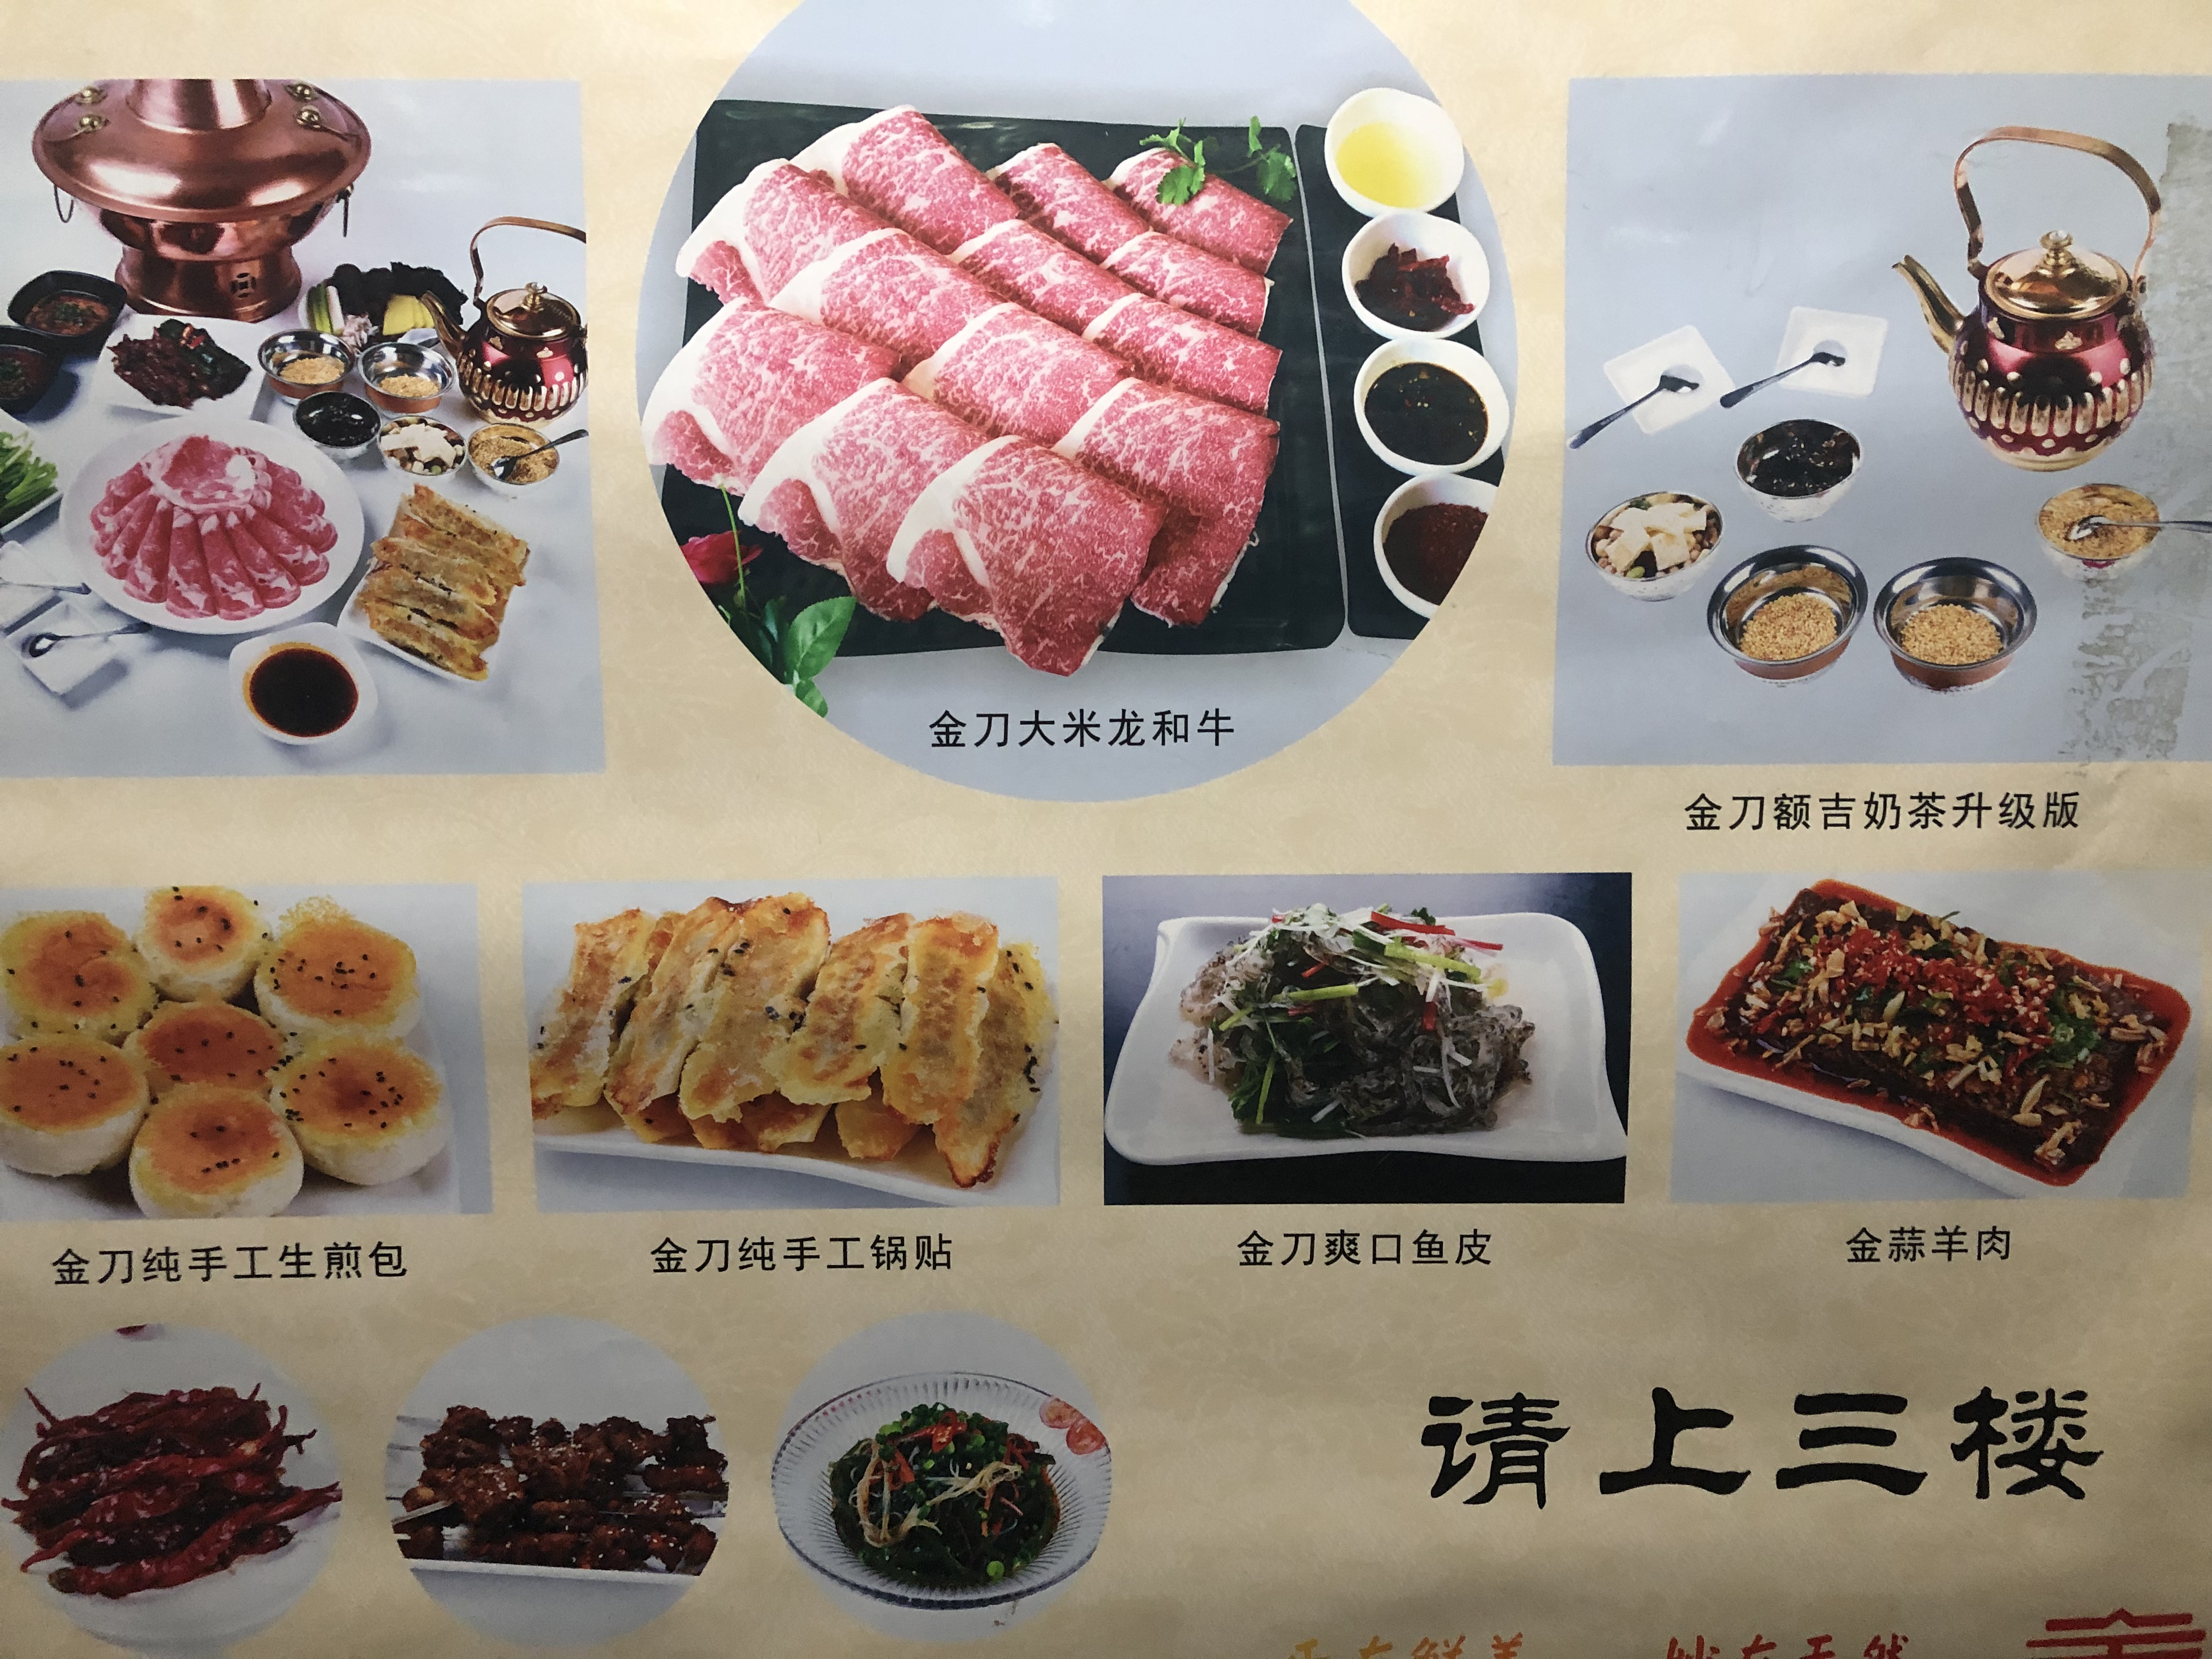 金刀大米龙和牛
金刀额吉奶茶升级版
金刀纯手工生煎包
金刀纯手工锅贴
金刀爽口鱼皮
金蒜羊肉
请上三楼